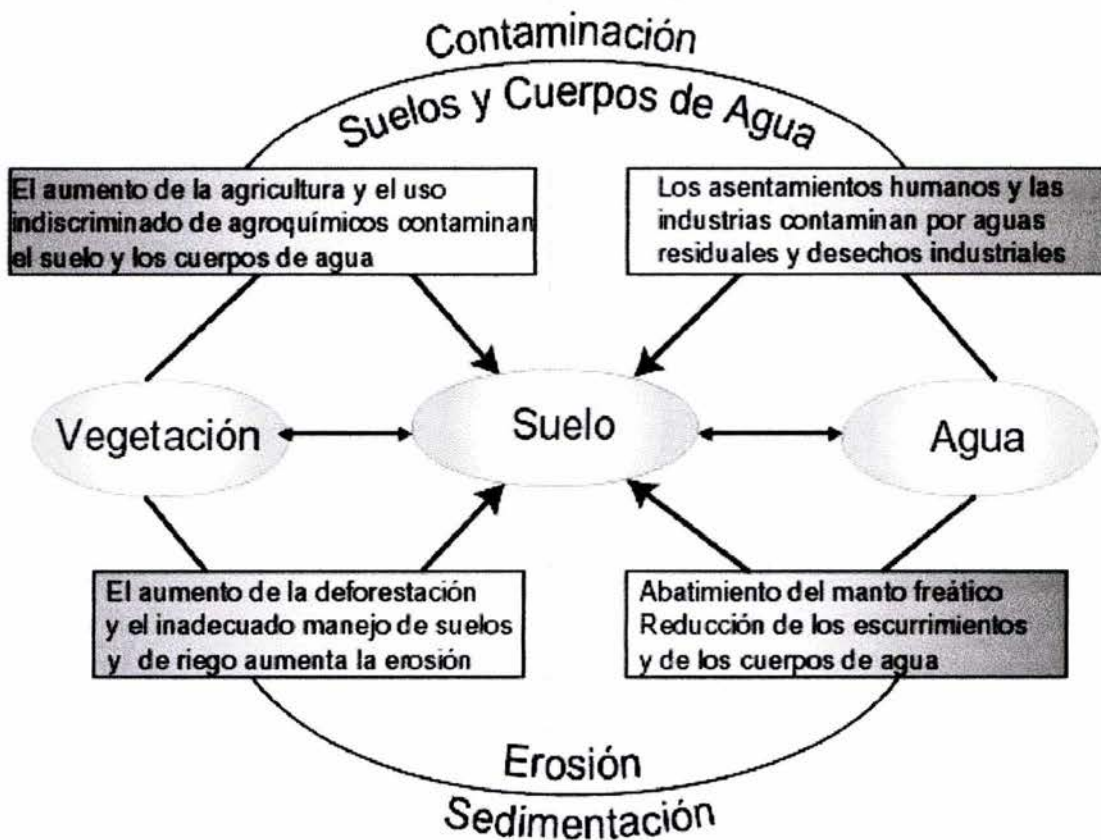 Contaminación
Suelos y Cuerpos de Agua
El aumento de la agricultura y el uso
indiscriminado de agroquímicos contaminan
el suelo y los cuerpos de agua
Los asentamientos humanos y las
industrias contaminan por aguas
residuales y desechos industriales
Vegetación
Suelo
Agua
El aumento de la deforestación
y el inadecuado manejo de suelos
y de riego aumenta la erosión
Abatimiento del manto freático
Reducción de los escurrimientos
y de los cuerpos de agua
Erosión
Sedimentación